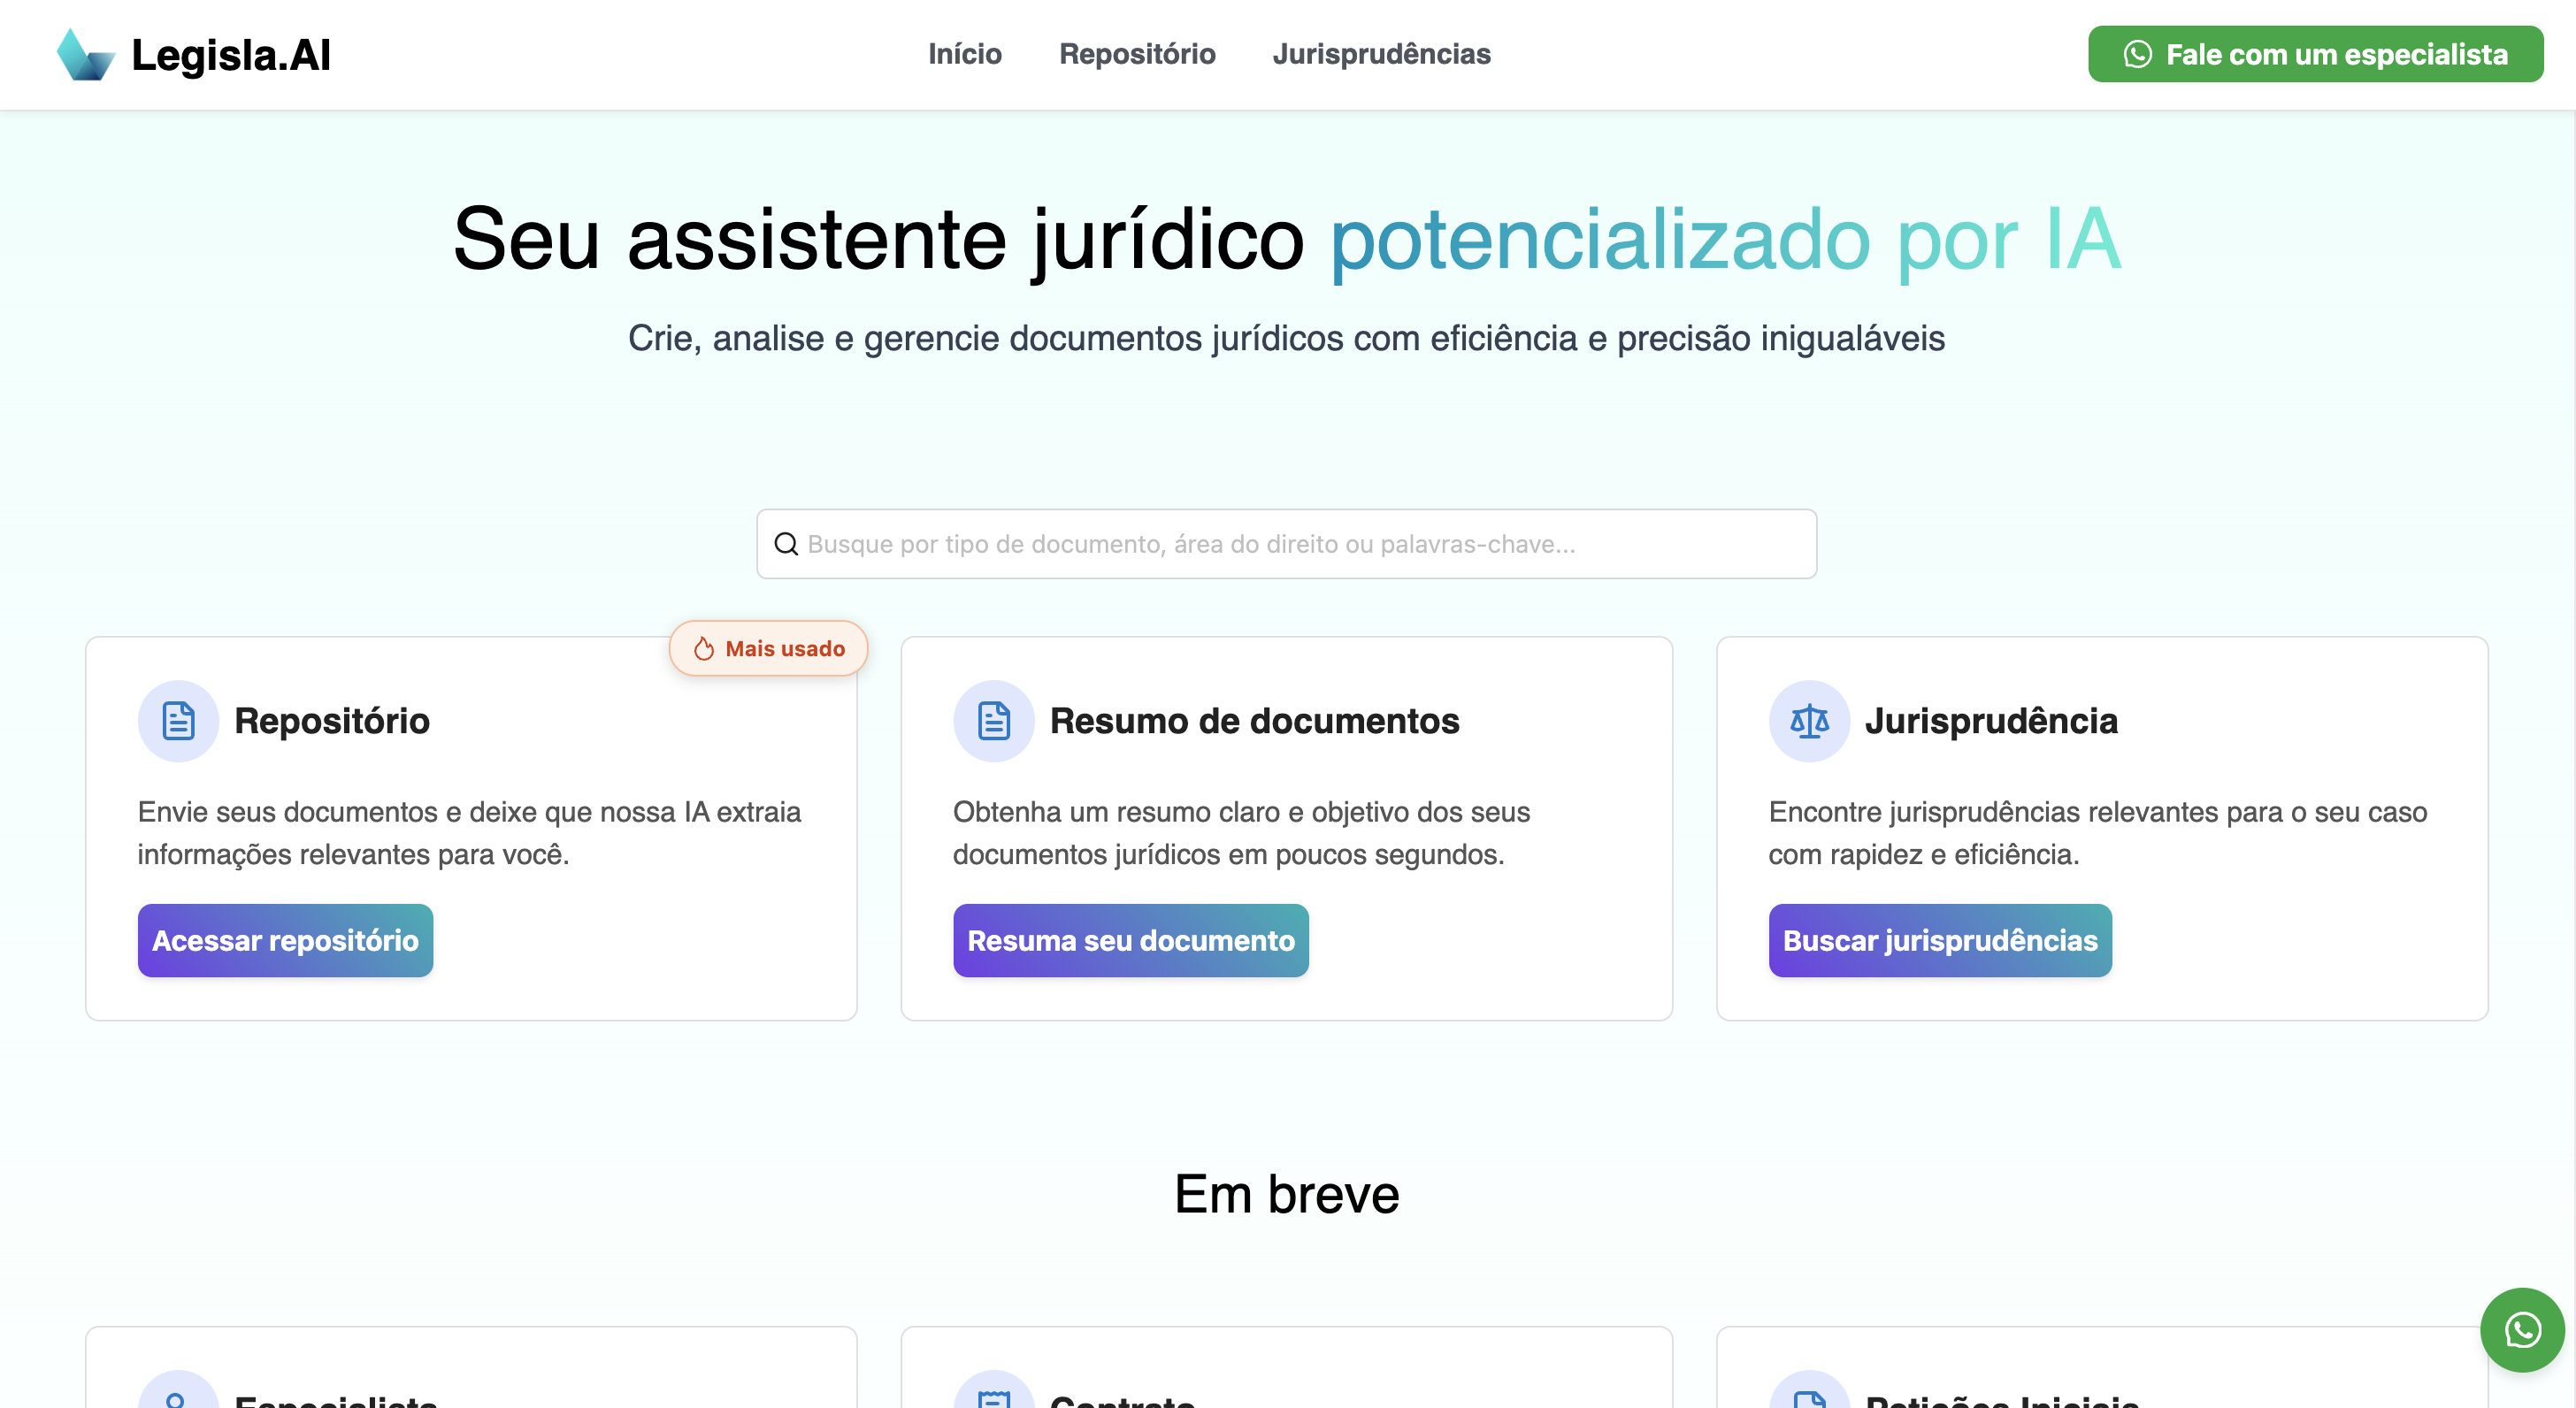 Legisla.AI
Início
Repositório
Jurisprudências
Fale com um especialista
Seu assistente jurídico potencializado por IA
Crie, analise e gerencie documentos jurídicos com eficiência e precisão inigualáveis
Busque por tipo de documento, área do direito ou palavras-chave...
Mais usado
Repositório
Envie seus documentos e deixe que nossa IA extraia
informações relevantes para você.
Acessar repositório
Resumo de documentos
Obtenha um resumo claro e objetivo dos seus
documentos jurídicos em poucos segundos.
Resuma seu documento
Jurisprudência
Encontre jurisprudências relevantes para o seu caso
com rapidez e eficiência.
Buscar jurisprudências
Em breve
Especialista
Contrato
Petições Iniciais